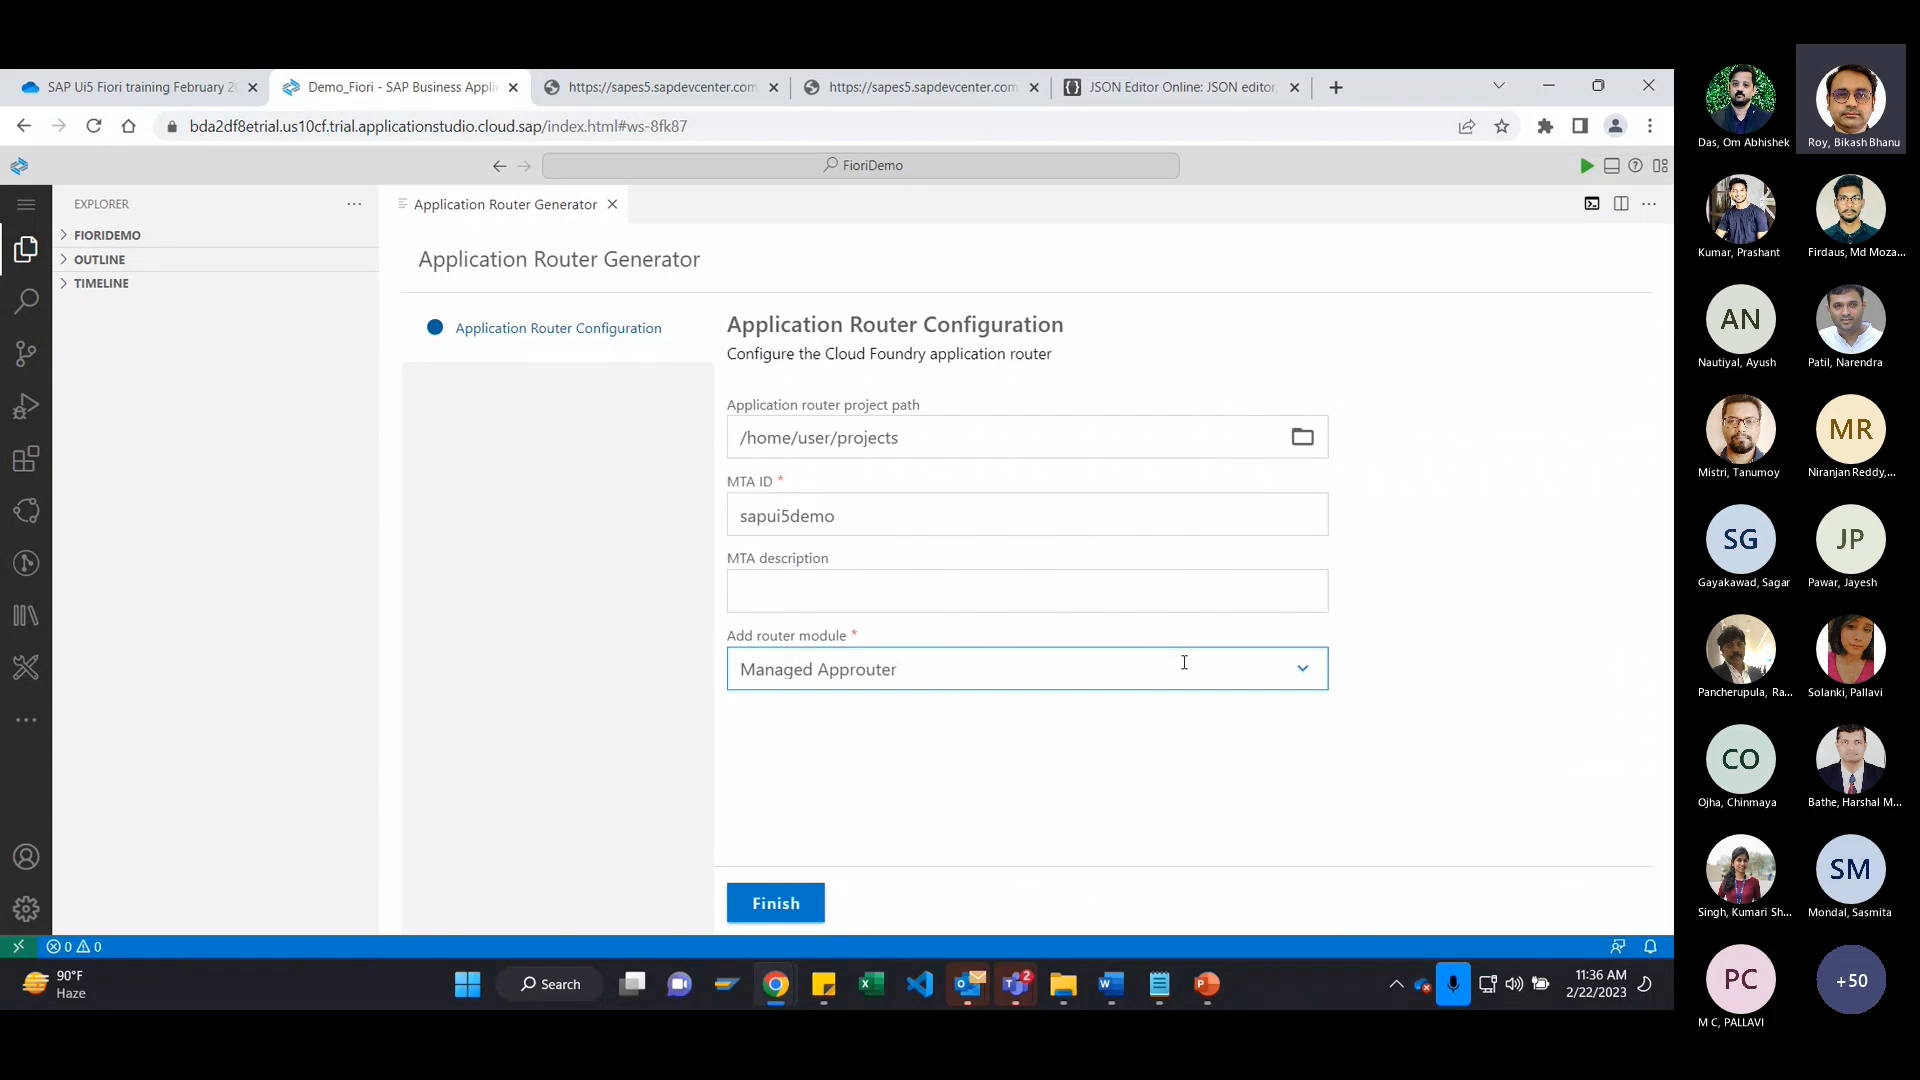 SAP Ui5 Fiori training February 2
Demo_Fiori - SAP Business Applic
https://sapes5.sapdevcenter.com
https://sapes5.sapdevcenter.com
JSON Editor Online: JSON editor,
bda2df8etrial.us10cf.trial.applicationstudio.cloud.sap/index.html#ws-8fk87
FioriDemo
EXPLORER
FIORIDEMO
OUTLINE
TIMELINE
Application Router Generator
Application Router Generator
Application Router Configuration
Application Router Configuration
Configure the Cloud Foundry application router
Application router project path
/home/user/projects
MTA ID *
sapui5demo
MTA description
Add router module *
Managed Approuter
Finish
0 0
90°F
Haze
Search
2
11:36 AM
2/22/2023
Das, Om Abhishek
Roy, Bikash Bhanu
Kumar, Prashant
Firdaus, Md Moza...
AN
Nautiyal, Ayush
Patil, Narendra
Mistri, Tanumoy
MR
Niranjan Reddy,...
SG
Gayakawad, Sagar
JP
Pawar, Jayesh
Pancherupula, Ra...
Solanki, Pallavi
CO
Ojha, Chinmaya
Bathe, Harshal M...
Singh, Kumari Sh...
SM
Mondal, Sasmita
PC
M C, PALLAVI
+50